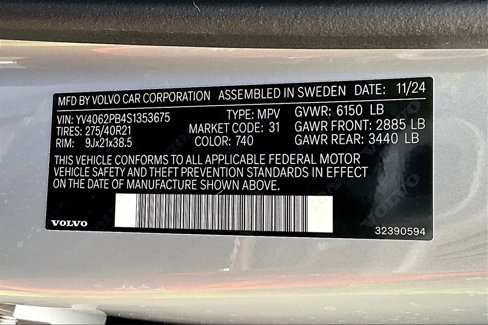 MFD BY VOLVO CAR CORPORATION ASSEMBLED IN SWEDEN DATE: 11/24
VIN: YV4062PB4S1353675 TYPE: MPV GVWR: 6150 LB
TIRES: 275/40R21 MARKET CODE: 31 GAWR FRONT: 2885 LB
RIM: 9Jx21x38.5 COLOR: 740 GAWR REAR: 3440 LB
THIS VEHICLE CONFORMS TO ALL APPLICABLE FEDERAL MOTOR
VEHICLE SAFETY AND THEFT PREVENTION STANDARDS IN EFFECT
ON THE DATE OF MANUFACTURE SHOWN ABOVE.
VOLVO 32390594